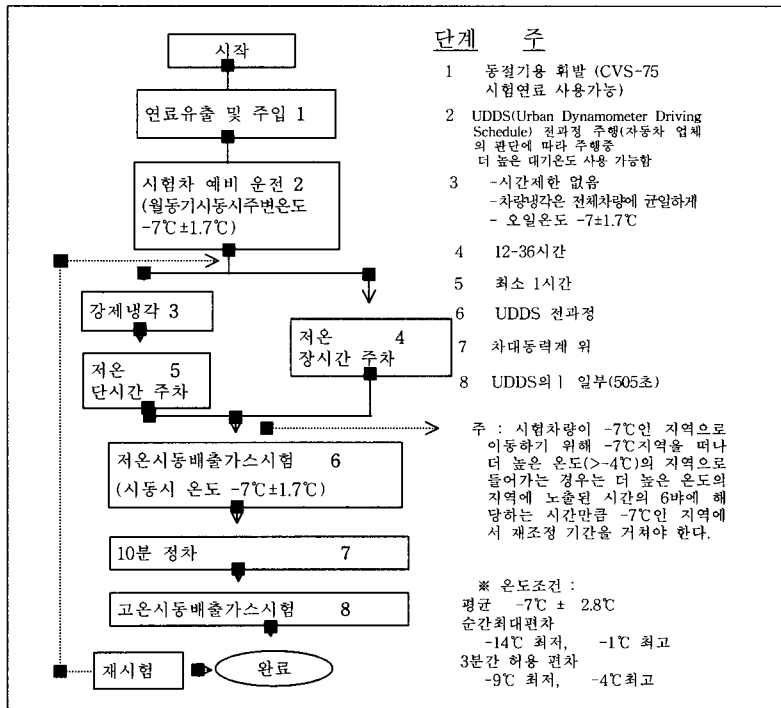 시작
연료유출 및 주입 1
시험차 예비 운전 2
(월동기시동시주변온도
-7℃±1.7℃)
강제냉각 3
저온 4
장시간 주차
저온 5
단시간 주차
저온시동배출가스시험 6
(시동시 온도 -7℃±1.7℃)
10분 정차 7
고온시동배출가스시험 8
재시험
완료
단계 주
1 동절기용 휘발 (CVS-75
시험연료 사용가능)
2 UDDS(Urban Dynamometer Driving
Schedule) 전과정 주행(자동차 업체
의 판단에 따라 주행중
더 높은 대기온도 사용 가능함
3 -시간제한 없음
-차량냉각은 전체차량에 균일하게
- 오일온도 -7±1.7℃
4 12-36시간
5 최소 1시간
6 UDDS 전과정
7 차대동력계 위
8 UDDS의ㅣ 일부(505초)
주 : 시험차량이 -7℃인 지역으로
이동하기 위해 -7℃지역을 떠나
더 높은 온도(>-4℃)의 지역으로
들어가는 경우는 더 높은 온도의
지역에 노출된 시간의 6뱌에 해
당하는 시간만큼 -7℃인 지역에
서 재조정 기간을 거쳐야 한다.
※ 온도조건 :
평균 -7℃ ± 2.8℃
순간최대편차
-14℃ 최저, -1℃ 최고
3분간 허용 편차
-9℃ 최저, -4℃최고